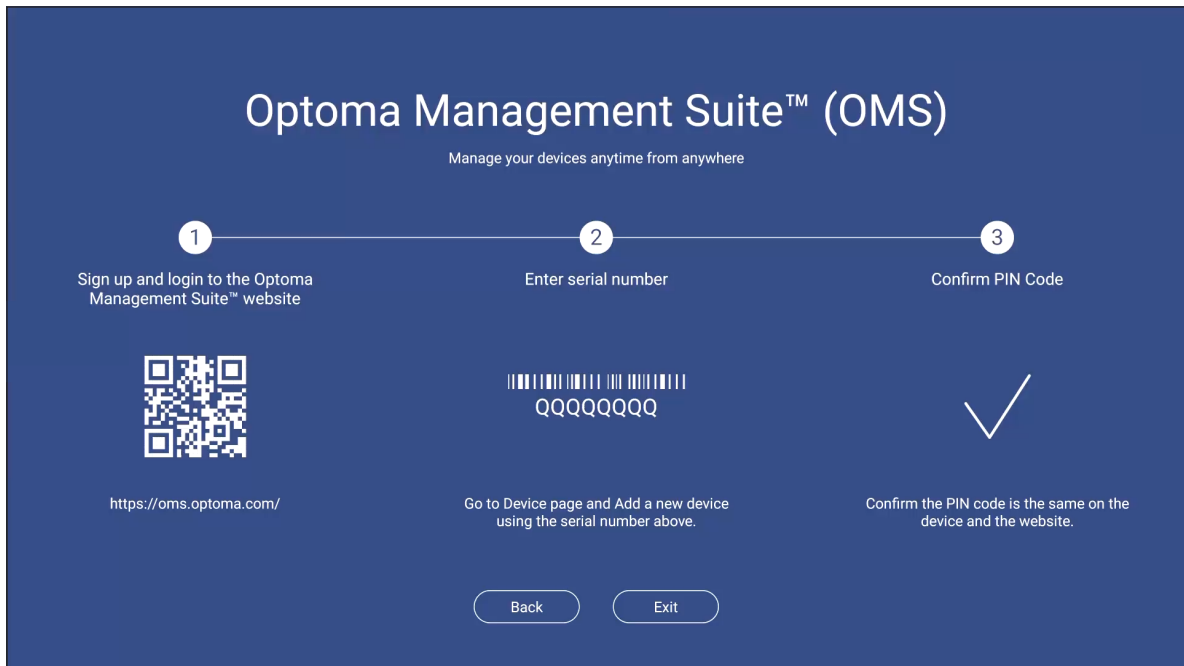 Optoma Management Suite™ (OMS)
Manage your devices anytime from anywhere
1
2
3
Sign up and login to the Optoma
Management Suite™ website
Enter serial number
Confirm PIN Code
QQQQQQQQ
https://oms.optoma.com/
Go to Device page and Add a new device
using the serial number above.
Confirm the PIN code is the same on the
device and the website.
Back
Exit